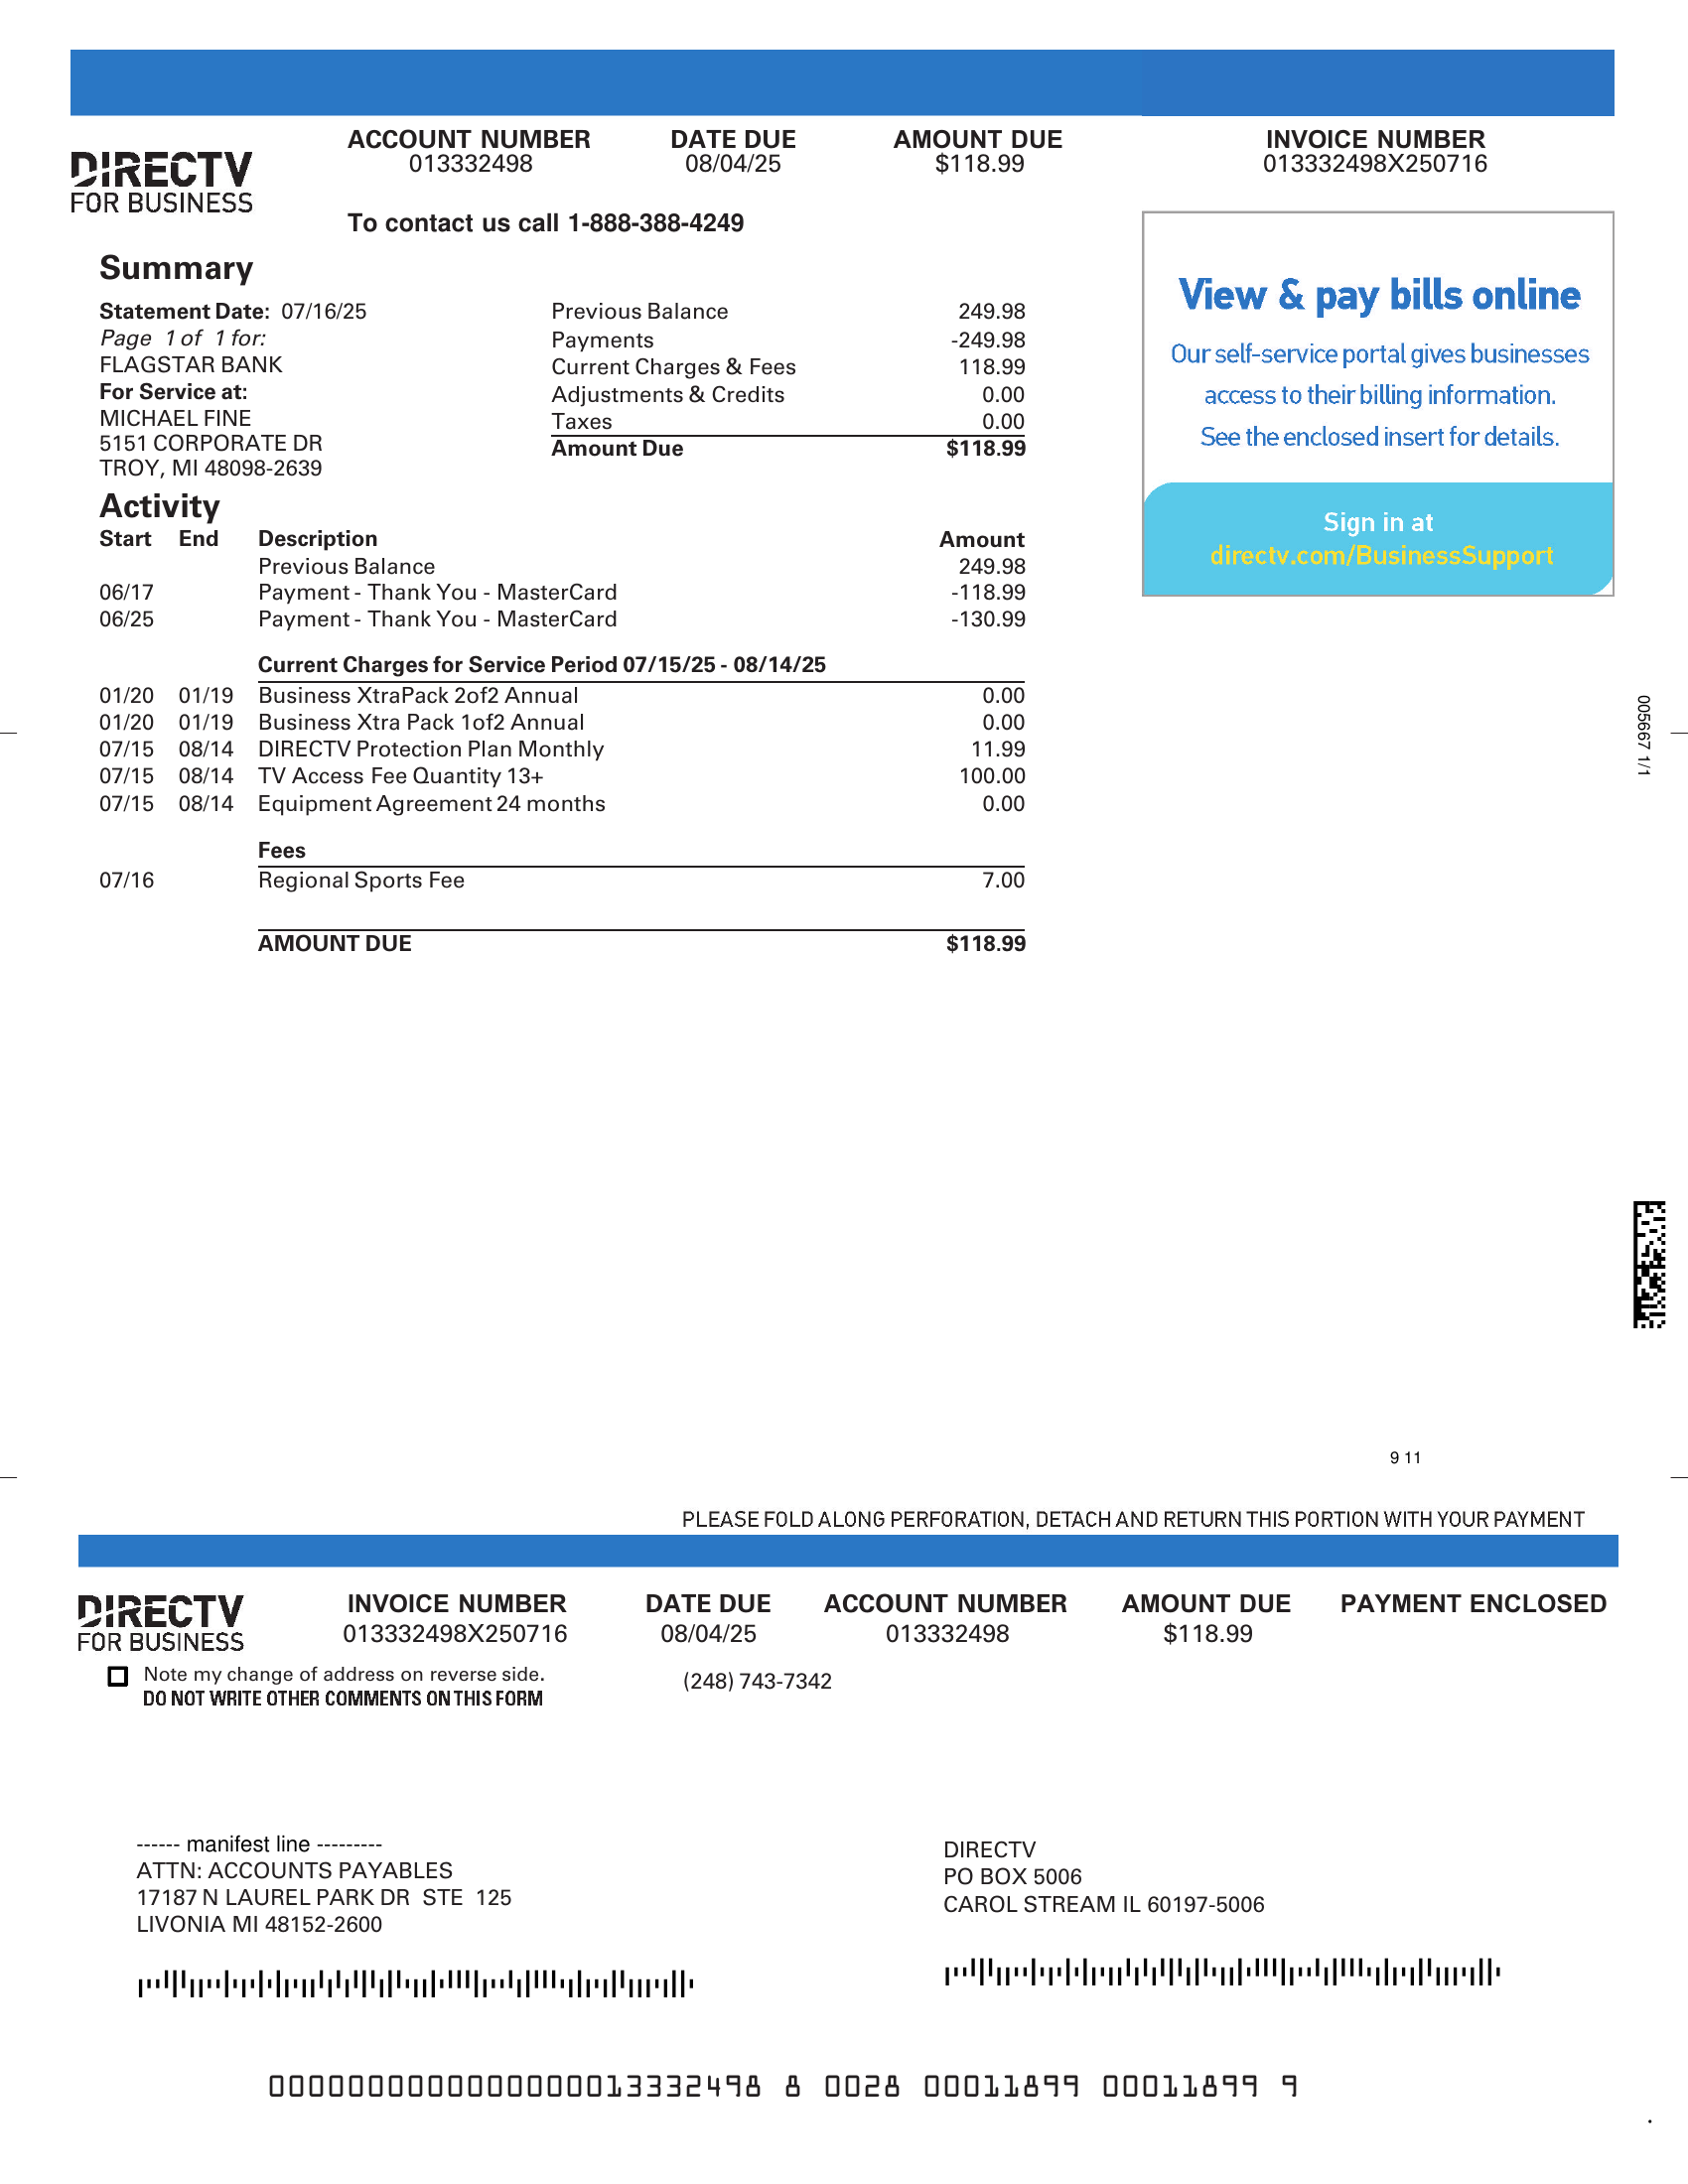 ACCOUNT NUMBER DATE DUE AMOUNT DUE INVOICE NUMBER
013332498 08/04/25 $118.99 013332498X250716
DIRECTV
FOR BUSINESS
To contact us call 1-888-388-4249
Summary
Statement Date: 07/16/25
Page 1 of 1 for:
FLAGSTAR BANK
For Service at:
MICHAEL FINE
5151 CORPORATE DR
TROY, MI 48098-2639
Previous Balance 249.98
Payments -249.98
Current Charges & Fees 118.99
Adjustments & Credits 0.00
Taxes 0.00
Amount Due $118.99
View & pay bills online
Our self-service portal gives businesses
access to their billing information.
See the enclosed insert for details.
Sign in at
directv.com/BusinessSupport
Activity
Start End Description Amount
Previous Balance 249.98
06/17 Payment - Thank You - MasterCard -118.99
06/25 Payment - Thank You - MasterCard -130.99
Current Charges for Service Period 07/15/25 - 08/14/25
01/20 01/19 Business XtraPack 2of2 Annual 0.00
01/20 01/19 Business Xtra Pack 1of2 Annual 0.00
07/15 08/14 DIRECTV Protection Plan Monthly 11.99
07/15 08/14 TV Access Fee Quantity 13+ 100.00
07/15 08/14 Equipment Agreement 24 months 0.00
Fees
07/16 Regional Sports Fee 7.00
AMOUNT DUE $118.99
005667 1/1
9 11
PLEASE FOLD ALONG PERFORATION, DETACH AND RETURN THIS PORTION WITH YOUR PAYMENT
DIRECTV
FOR BUSINESS
INVOICE NUMBER DATE DUE ACCOUNT NUMBER AMOUNT DUE PAYMENT ENCLOSED
013332498X250716 08/04/25 013332498 $118.99
Note my change of address on reverse side.
DO NOT WRITE OTHER COMMENTS ON THIS FORM
(248) 743-7342
------ manifest line ---------
ATTN: ACCOUNTS PAYABLES
17187 N LAUREL PARK DR STE 125
LIVONIA MI 48152-2600
DIRECTV
PO BOX 5006
CAROL STREAM IL 60197-5006
0000000000000000013332498 8 0028 00011899 00011899 9